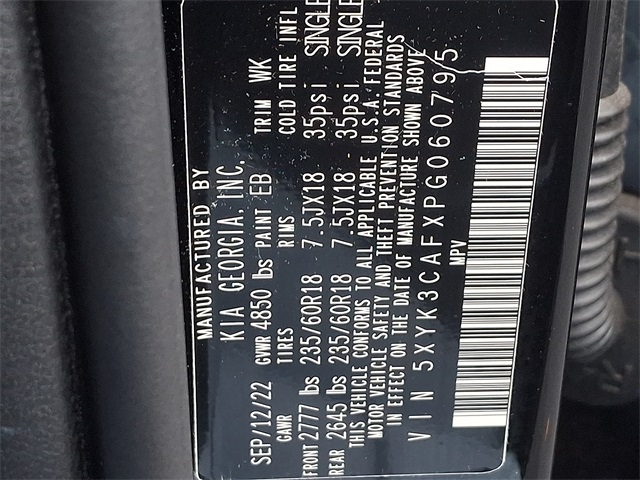 MANUFACTURED BY
KIA GEORGIA, INC.
SEP/12/22 GVWR 4850 lbs PAINT EB TRIM WK
GAWR TIRES RIMS COLD TIRE INFL
FRONT 2777 lbs 235/60R18 7.5JX18 35psi SINGLE
REAR 2645 lbs 235/60R18 7.5JX18 35psi SINGLE
THIS VEHICLE CONFORMS TO ALL APPLICABLE U.S.A. FEDERAL
MOTOR VEHICLE SAFETY AND THEFT PREVENTION STANDARDS
IN EFFECT ON THE DATE OF MANUFACTURE SHOWN ABOVE
VIN 5XYK3CAFXPG060795
MPV